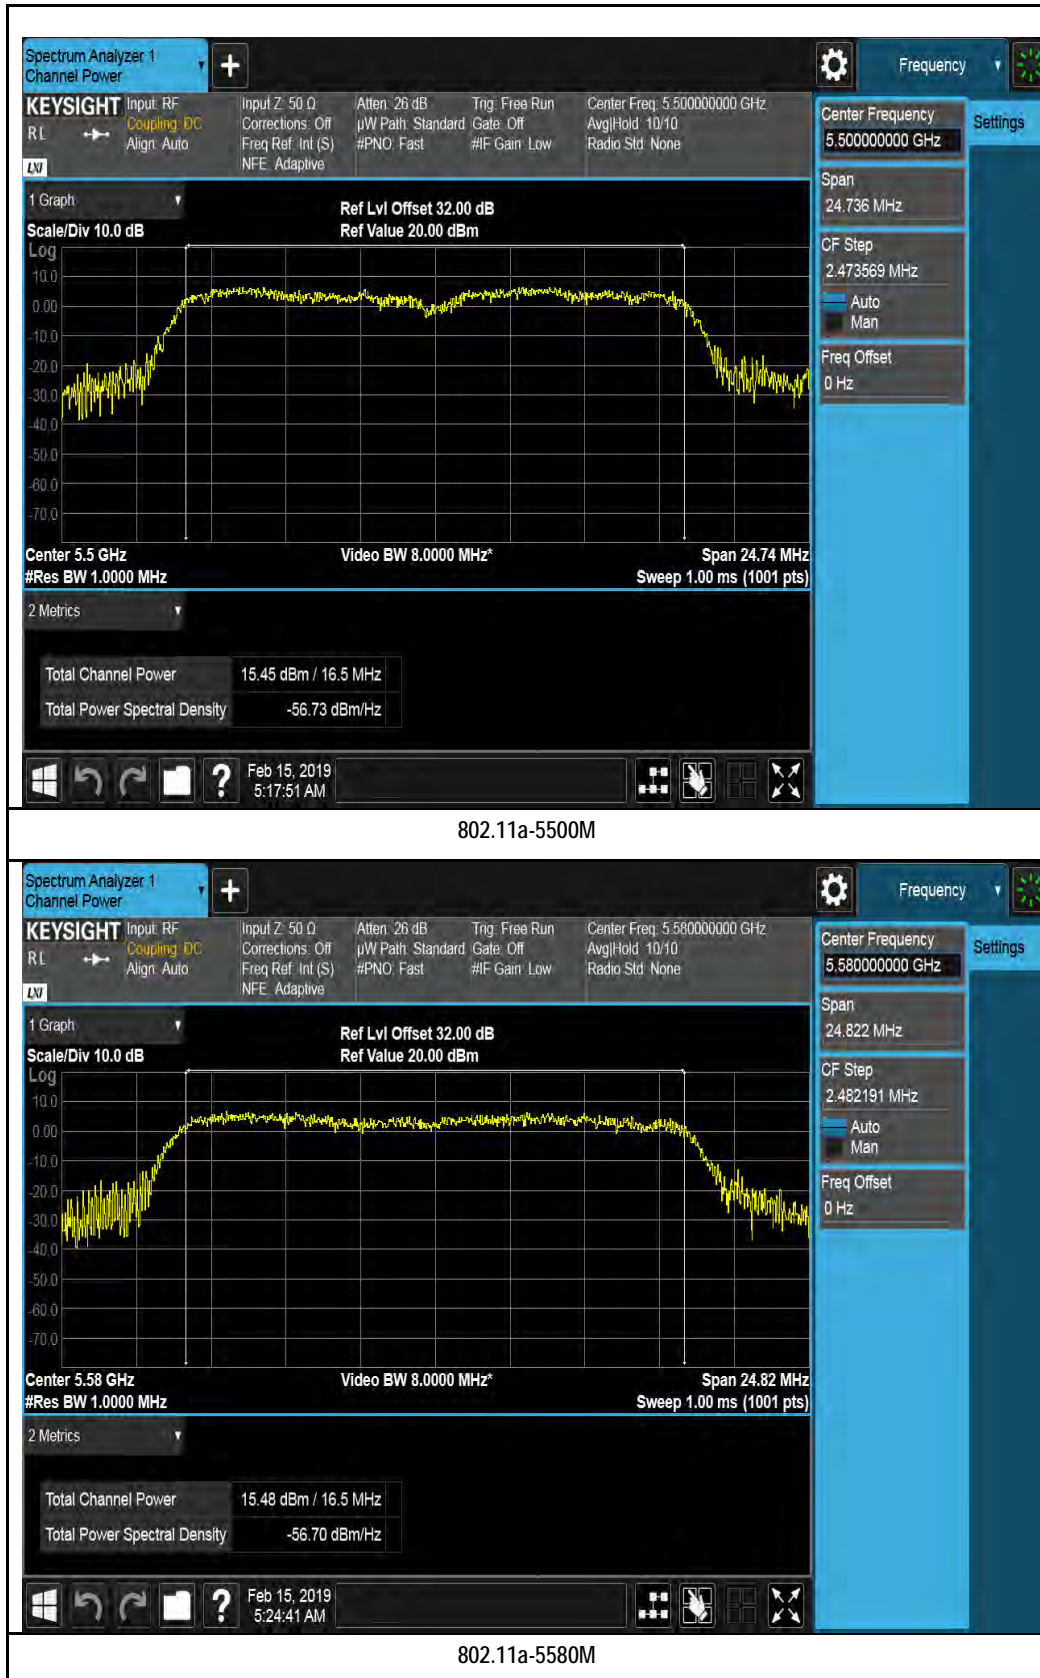 Spectrum Analyzer 1
Channel Power
+
Frequency
KEYSIGHT
RL
LXI
Input: RF
Coupling: DC
Align: Auto
Input Z: 50 Ω
Corrections: Off
Freq Ref: Int (S)
NFE: Adaptive
Atten: 26 dB
µW Path: Standard
#PNO: Fast
Trig: Free Run
Gate: Off
#IF Gain: Low
Center Freq: 5.500000000 GHz
Avg|Hold: 10/10
Radio Std: None
Center Frequency
5.500000000 GHz
Settings
Span
24.736 MHz
CF Step
2.473569 MHz
Auto
Man
Freq Offset
0 Hz
1 Graph
Scale/Div 10.0 dB
Ref Lvl Offset 32.00 dB
Ref Value 20.00 dBm
Log
10.0
0.00
-10.0
-20.0
-30.0
-40.0
-50.0
-60.0
-70.0
Center 5.5 GHz
#Res BW 1.0000 MHz
Video BW 8.0000 MHz*
Span 24.74 MHz
Sweep 1.00 ms (1001 pts)
2 Metrics
Total Channel Power 15.45 dBm / 16.5 MHz
Total Power Spectral Density -56.73 dBm/Hz
?
Feb 15, 2019
5:17:51 AM
802.11a-5500M
Spectrum Analyzer 1
Channel Power
+
Frequency
KEYSIGHT
RL
LXI
Input: RF
Coupling: DC
Align: Auto
Input Z: 50 Ω
Corrections: Off
Freq Ref: Int (S)
NFE: Adaptive
Atten: 26 dB
µW Path: Standard
#PNO: Fast
Trig: Free Run
Gate: Off
#IF Gain: Low
Center Freq: 5.580000000 GHz
Avg|Hold: 10/10
Radio Std: None
Center Frequency
5.580000000 GHz
Settings
Span
24.822 MHz
CF Step
2.482191 MHz
Auto
Man
Freq Offset
0 Hz
1 Graph
Scale/Div 10.0 dB
Ref Lvl Offset 32.00 dB
Ref Value 20.00 dBm
Log
10.0
0.00
-10.0
-20.0
-30.0
-40.0
-50.0
-60.0
-70.0
Center 5.58 GHz
#Res BW 1.0000 MHz
Video BW 8.0000 MHz*
Span 24.82 MHz
Sweep 1.00 ms (1001 pts)
2 Metrics
Total Channel Power 15.48 dBm / 16.5 MHz
Total Power Spectral Density -56.70 dBm/Hz
?
Feb 15, 2019
5:24:41 AM
802.11a-5580M